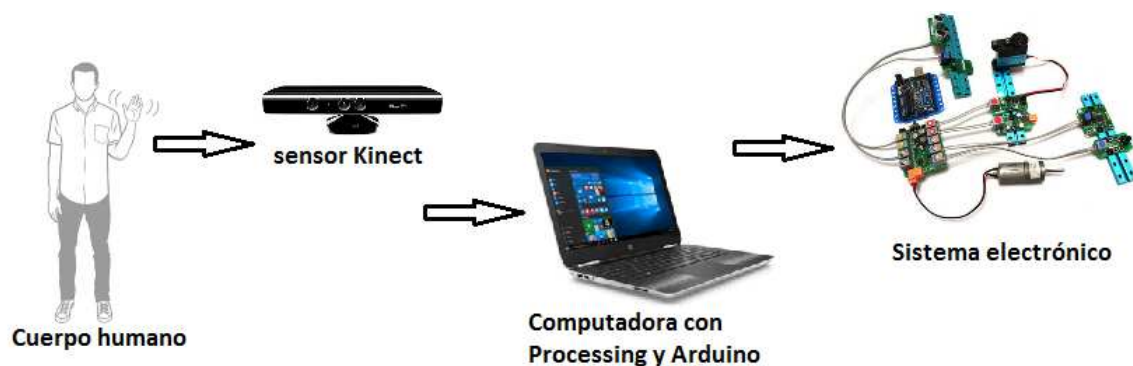 Cuerpo humano
sensor Kinect
Computadora con
Processing y Arduino
Sistema electrónico